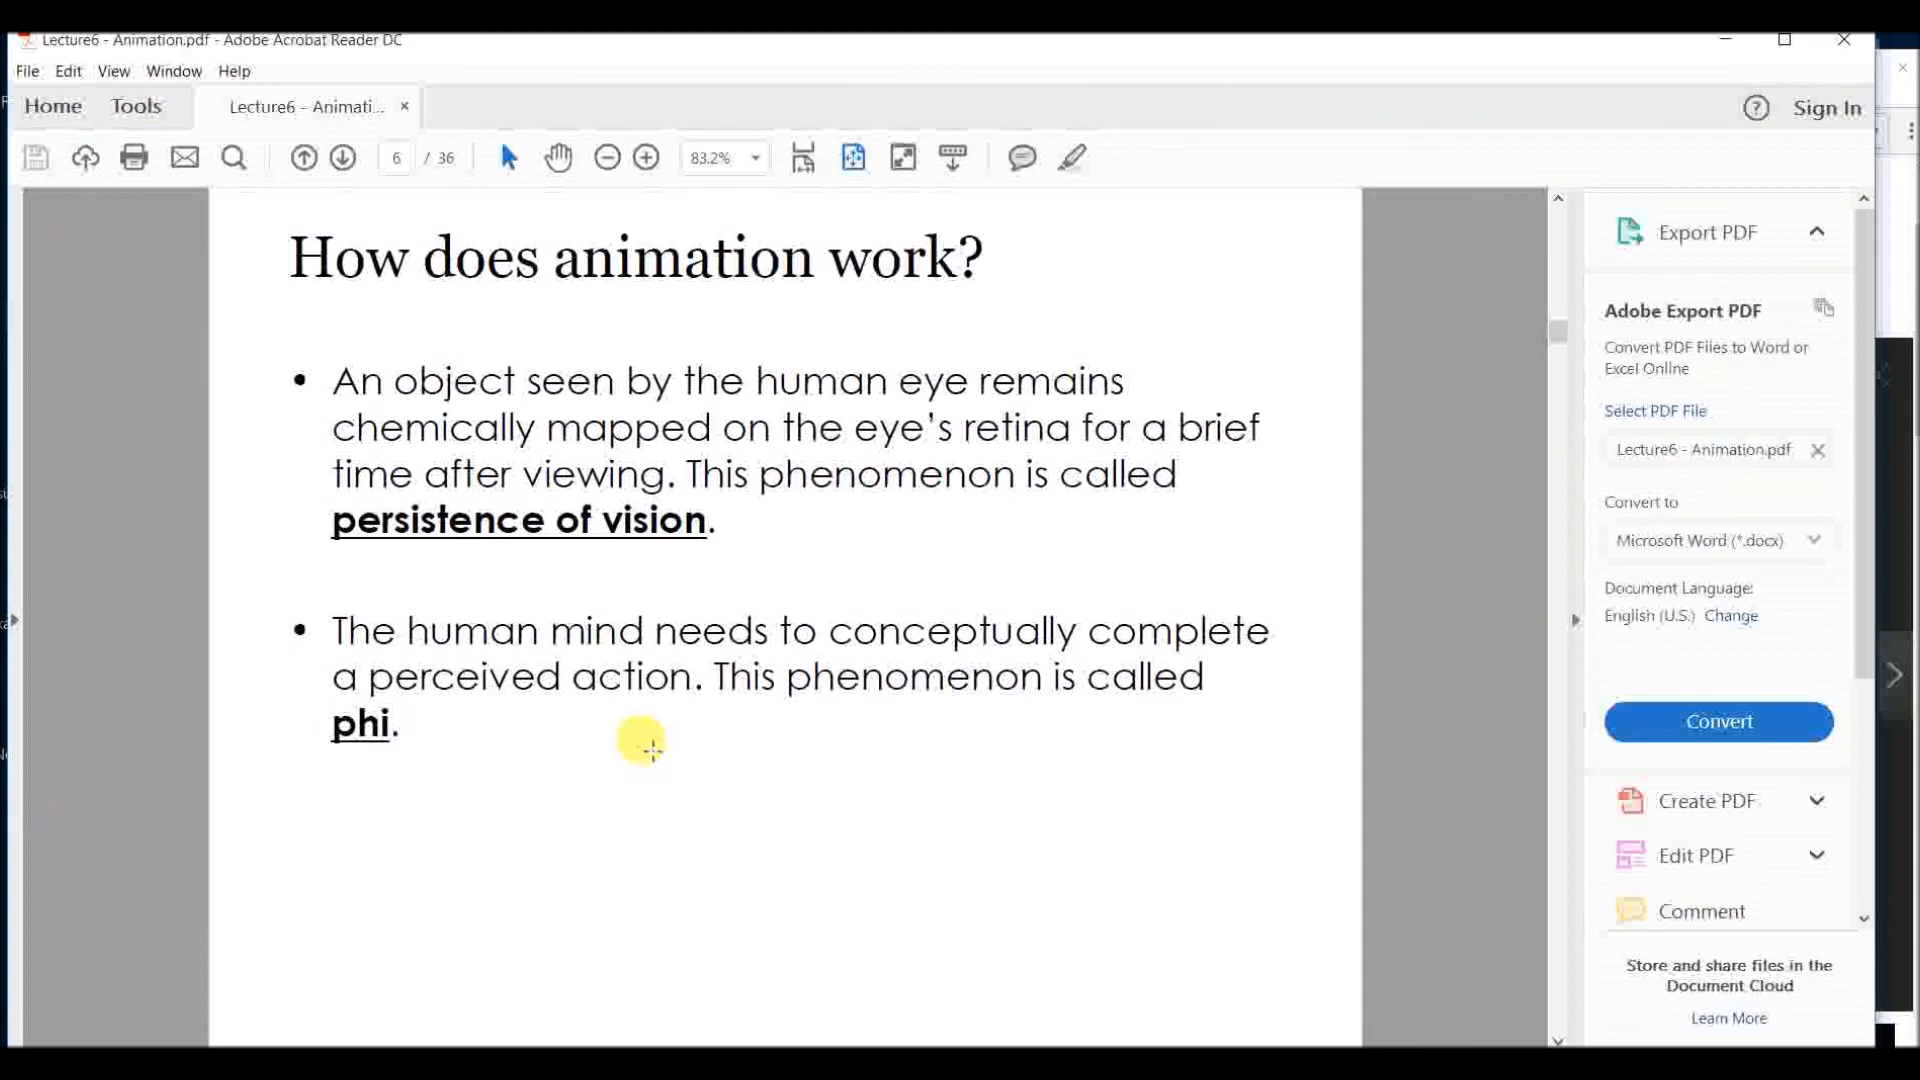 Lecture6 - Animation.pdf - Adobe Acrobat Reader DC
File Edit View Window Help
Home Tools Lecture6 - Animati... × Sign In
6 / 36 83.2%
How does animation work?
• An object seen by the human eye remains
chemically mapped on the eye’s retina for a brief
time after viewing. This phenomenon is called
persistence of vision.
• The human mind needs to conceptually complete
a perceived action. This phenomenon is called
phi.
Export PDF
Adobe Export PDF
Convert PDF Files to Word or
Excel Online
Select PDF File
Lecture6 - Animation.pdf
Convert to
Microsoft Word (*.docx)
Document Language:
English (U.S.) Change
Convert
Create PDF
Edit PDF
Comment
Store and share files in the
Document Cloud
Learn More